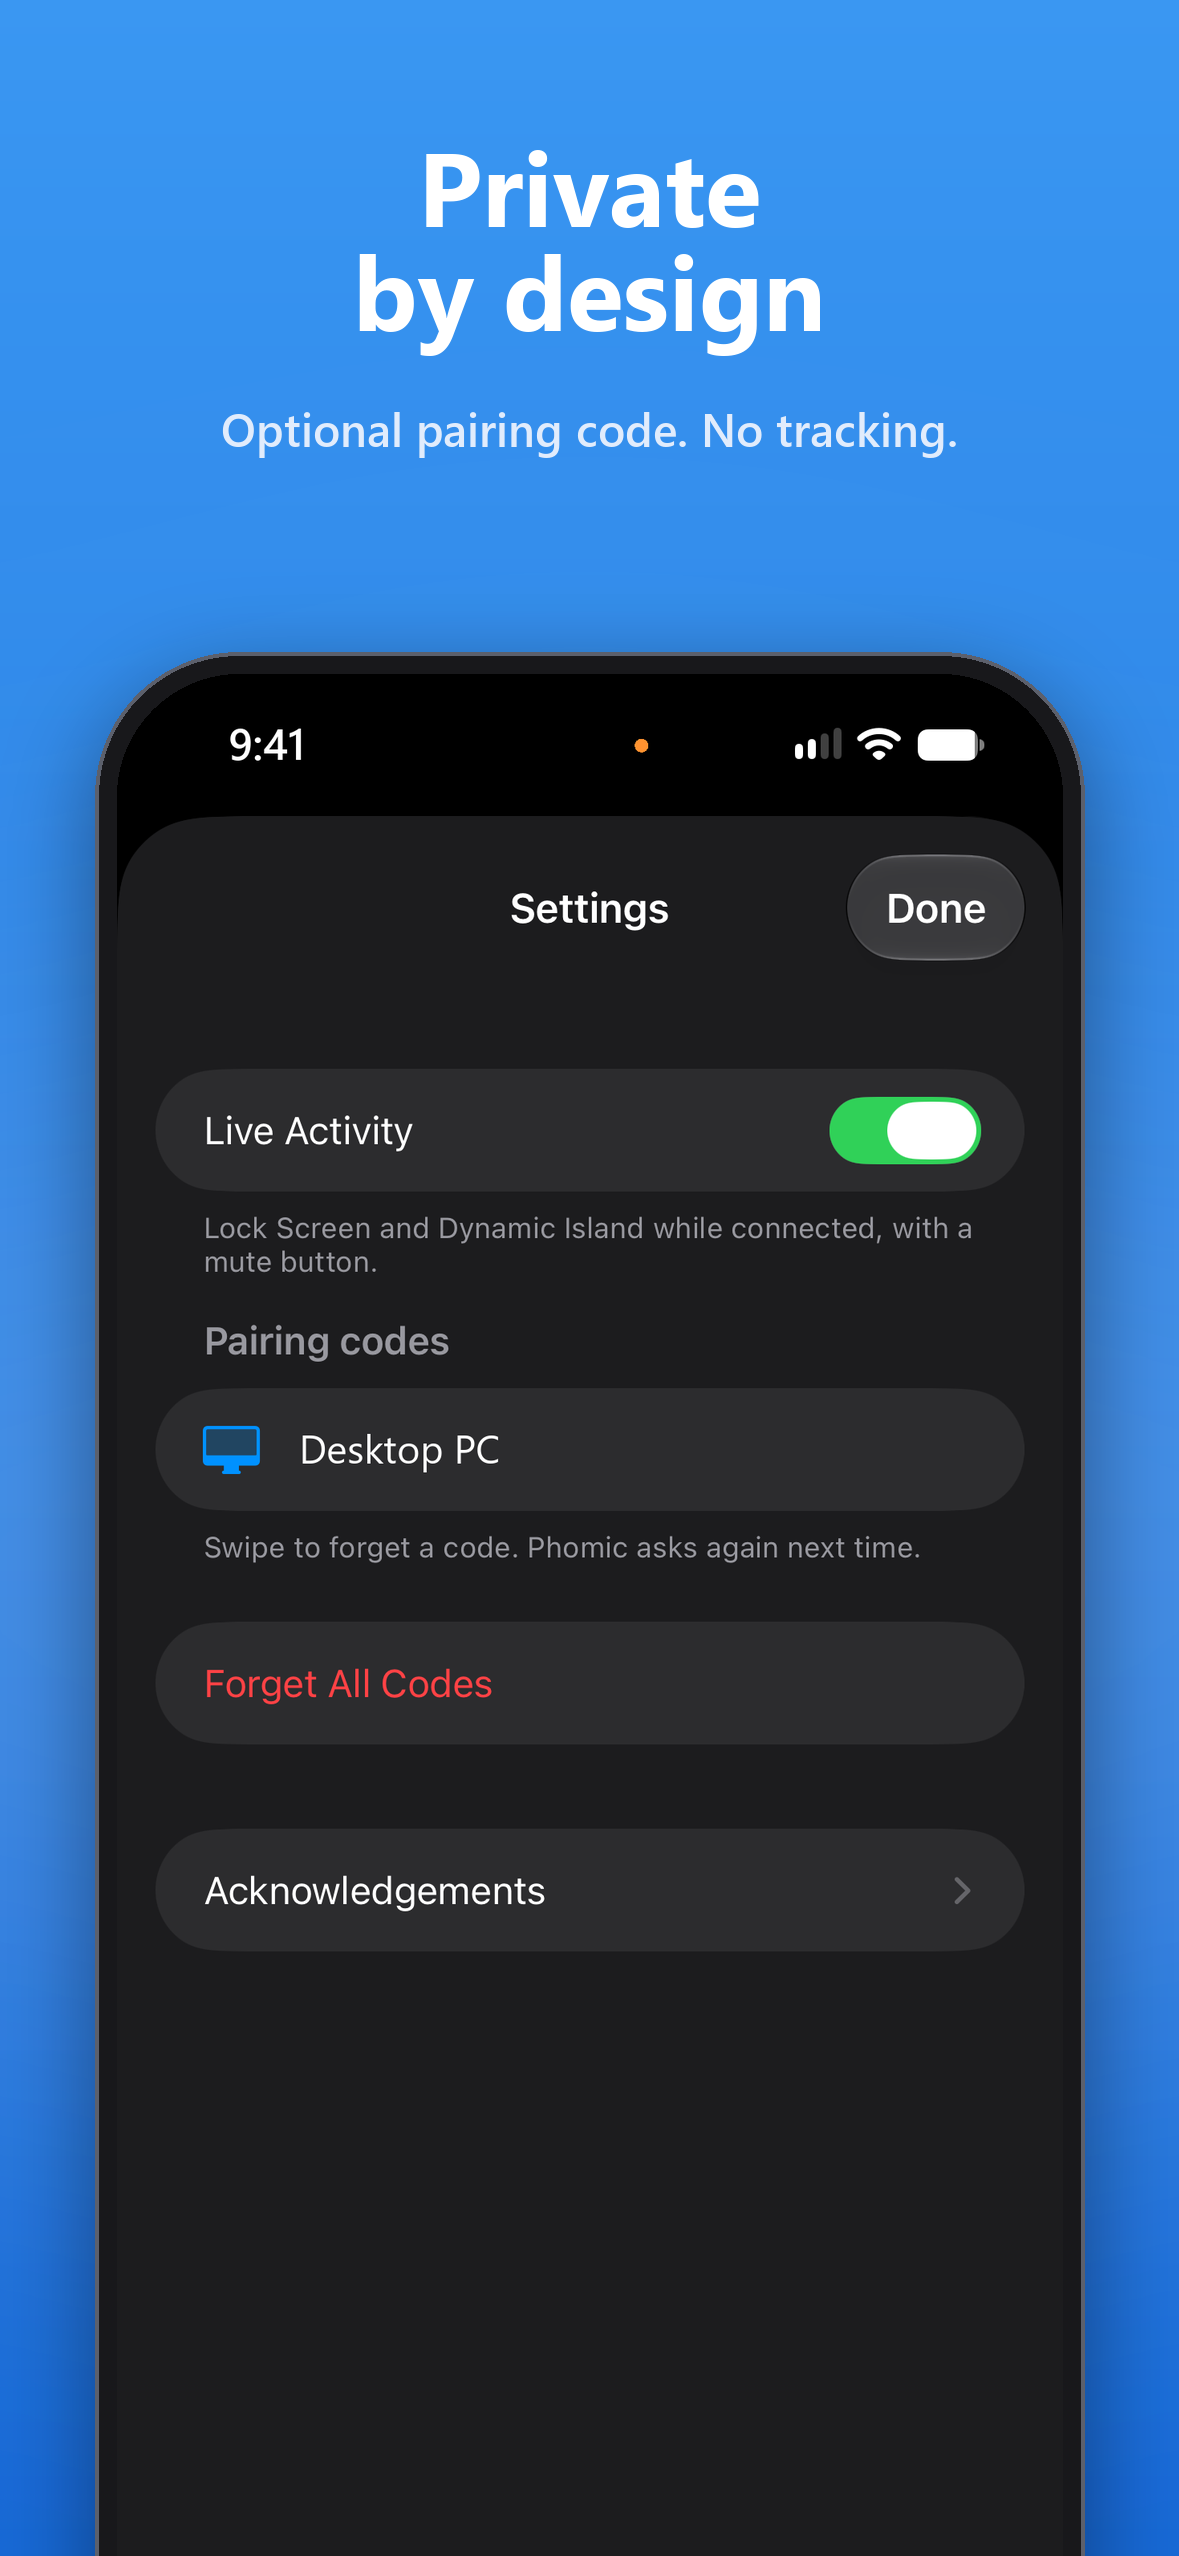 Private
by design
Optional pairing code. No tracking.
9:41
Settings
Done
Live Activity
Lock Screen and Dynamic Island while connected, with a
mute button.
Pairing codes
Desktop PC
Swipe to forget a code. Phomic asks again next time.
Forget All Codes
Acknowledgements